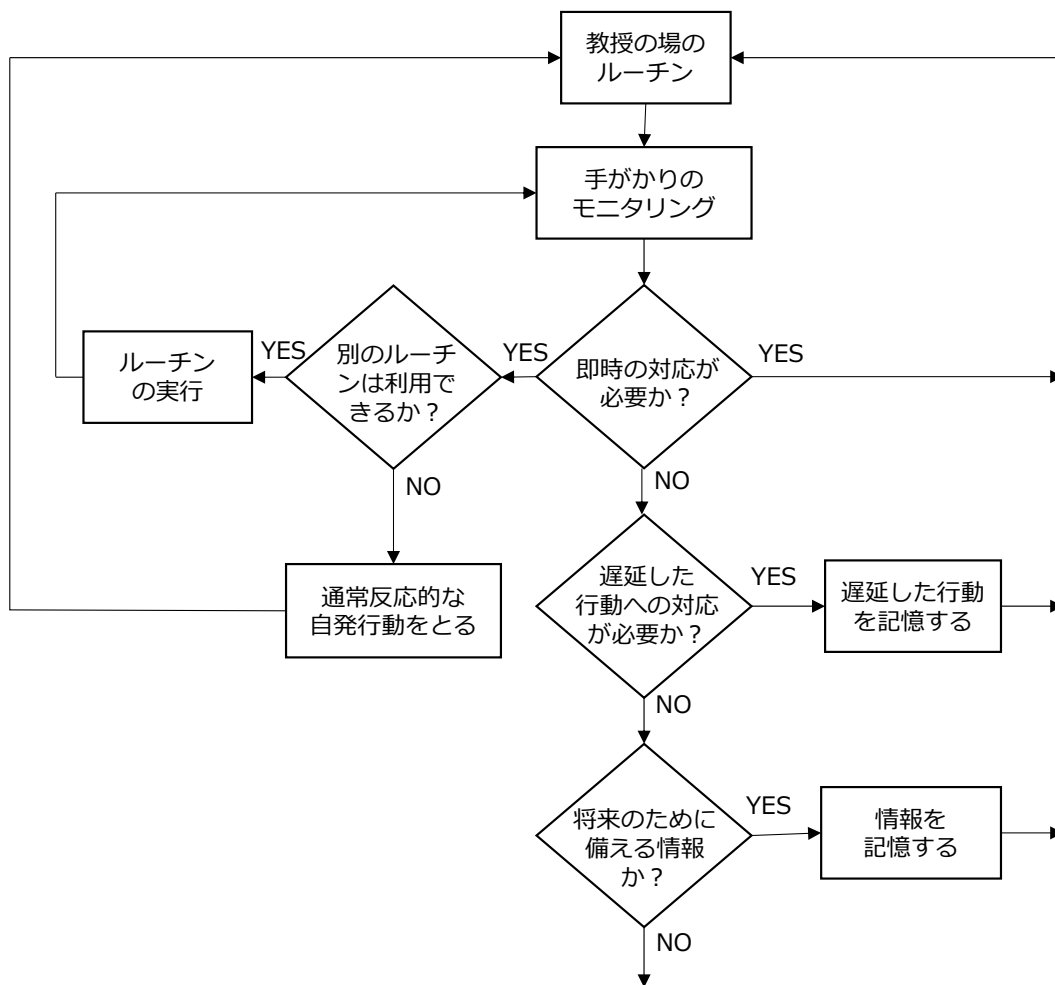 教授の場の
ルーチン
手がかりの
モニタリング
ルーチン
の実行
YES
別のルーチ
ンは利用で
きるか？
YES
即時の対応が
必要か？
YES
NO
NO
通常反応的な
自発行動をとる
遅延した
行動への対応
が必要か？
YES
遅延した行動
を記憶する
NO
将来のために
備える情報
か？
YES
情報を
記憶する
NO